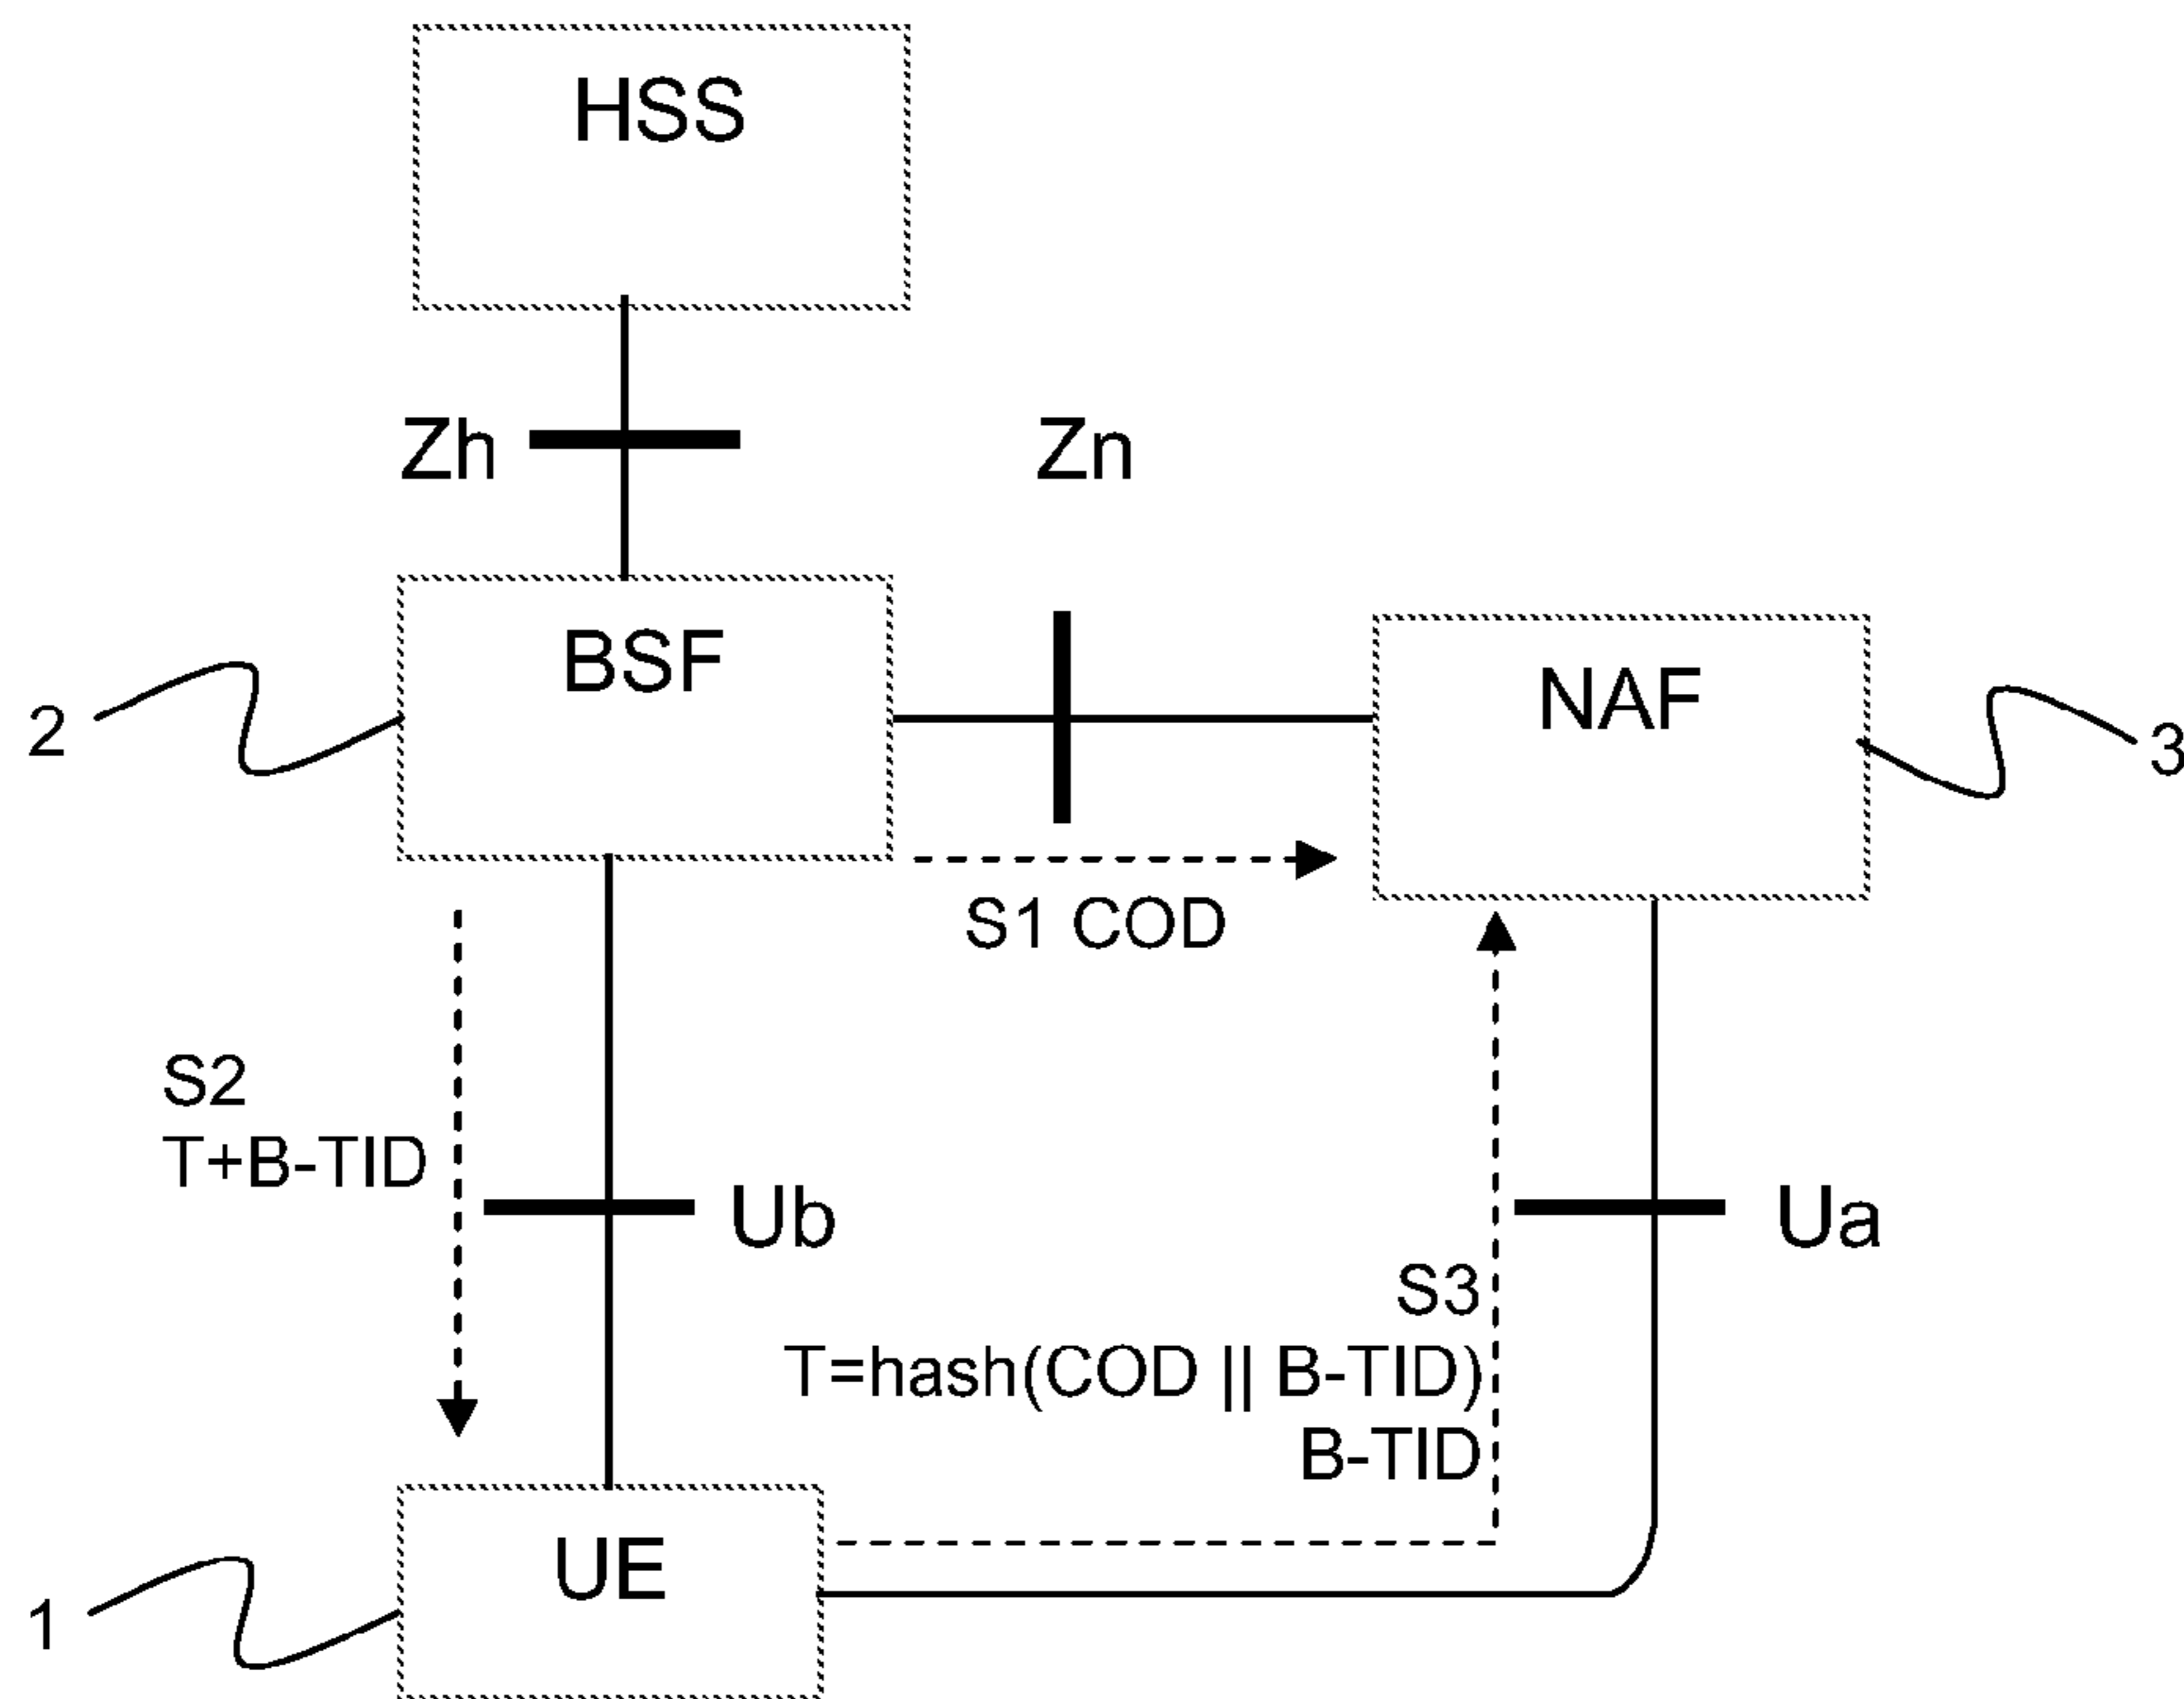 HSS
Zh
Zn
BSF
NAF
2
3
S1 COD
S2
T+B-TID
Ub
Ua
S3
T=hash(COD || B-TID)
B-TID
UE
1